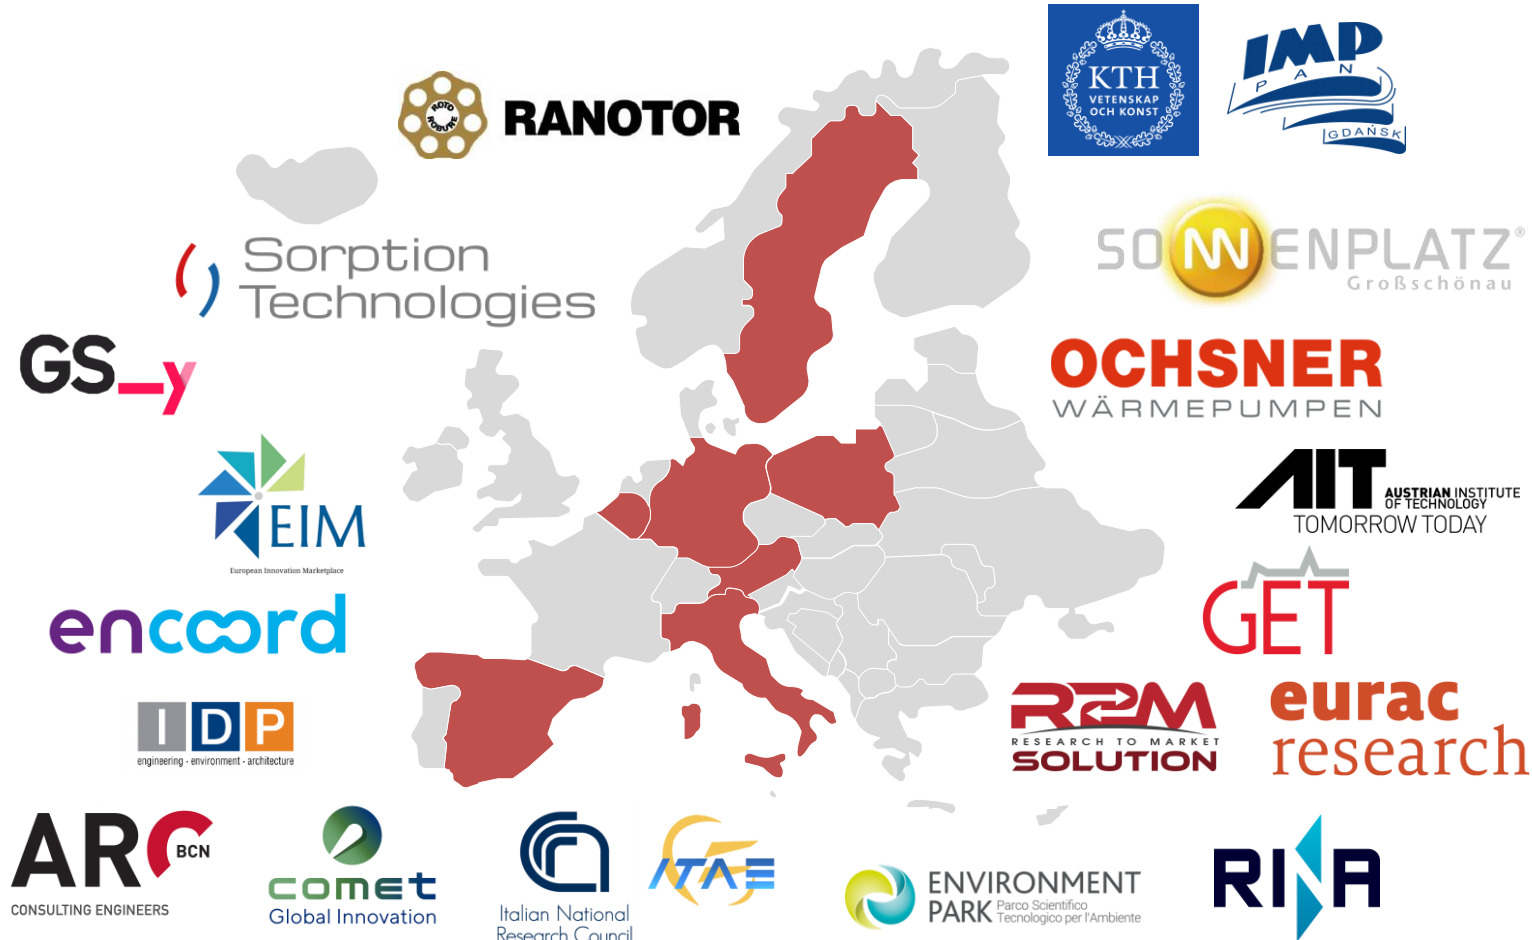 ROTO
ROBURE
RANOTOR
KTH
VETENSKAP
OCH KONST
IMP
PAN
GDAŃSK
Sorption
Technologies
SONNENPLATZ®
Großschönau
GS_y
OCHSNER
WÄRMEPUMPEN
EIM
European Innovation Marketplace
AIT AUSTRIAN INSTITUTE
OF TECHNOLOGY
TOMORROW TODAY
encoord
GET
IDP
engineering · environment · architecture
R2M
RESEARCH TO MARKET
SOLUTION
eurac
research
ARC
BCN
CONSULTING ENGINEERS
comet
Global Innovation
Italian National
Research Council
ITAE
ENVIRONMENT
PARK Parco Scientifico
Tecnologico per l'Ambiente
RINA